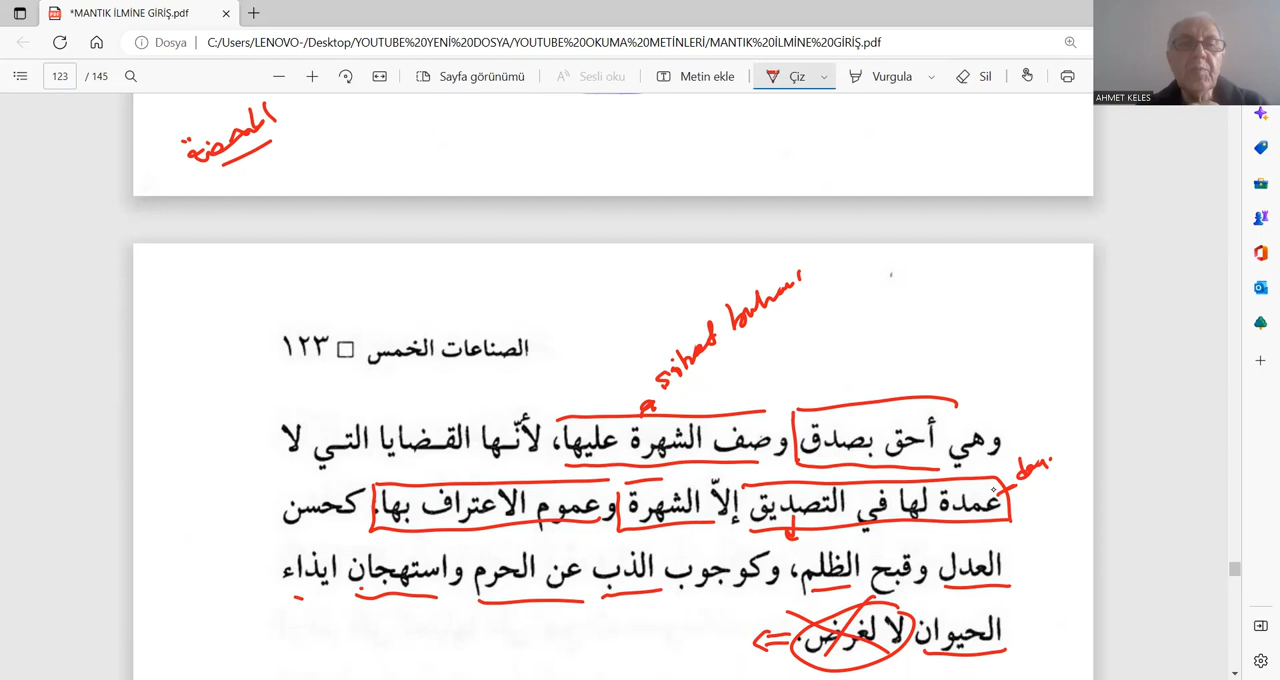 *MANTIK İLMİNE GİRİŞ.pdf
Dosya C:/Users/LENOVO-/Desktop/YOUTUBE%20YENİ%20DOSYA/YOUTUBE%20OKUMA%20METİNLERİ/MANTIK%20İLMİNE%20GİRİŞ.pdf
123 / 145 Sayfa görünümü Sesli oku Metin ekle Çiz Vurgula Sil
AHMET KELES
المحضة
الصناعات الخمس □ ١٢٣
وهي أحق بصدق وصف الشهرة عليها، لأنّها القضايا التي لا
عمدة لها في التصديق إلاّ الشهرة وعموم الاعتراف بها. كحسن
العدل وقبح الظلم، وكوجوب الذب عن الحرم واستهجان ايذاء
الحيوان لا لغرض.